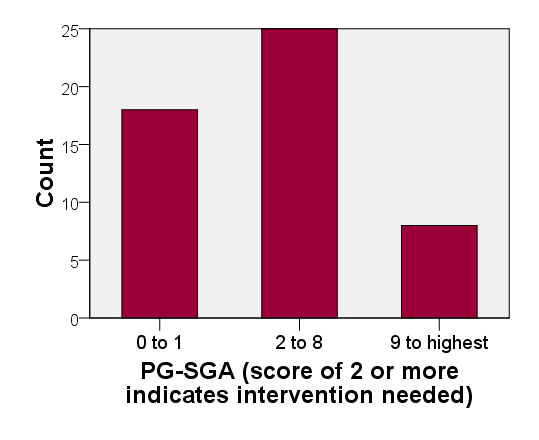 25
20
15
10
5
0
Count
0 to 1 2 to 8 9 to highest
PG-SGA (score of 2 or more
indicates intervention needed)